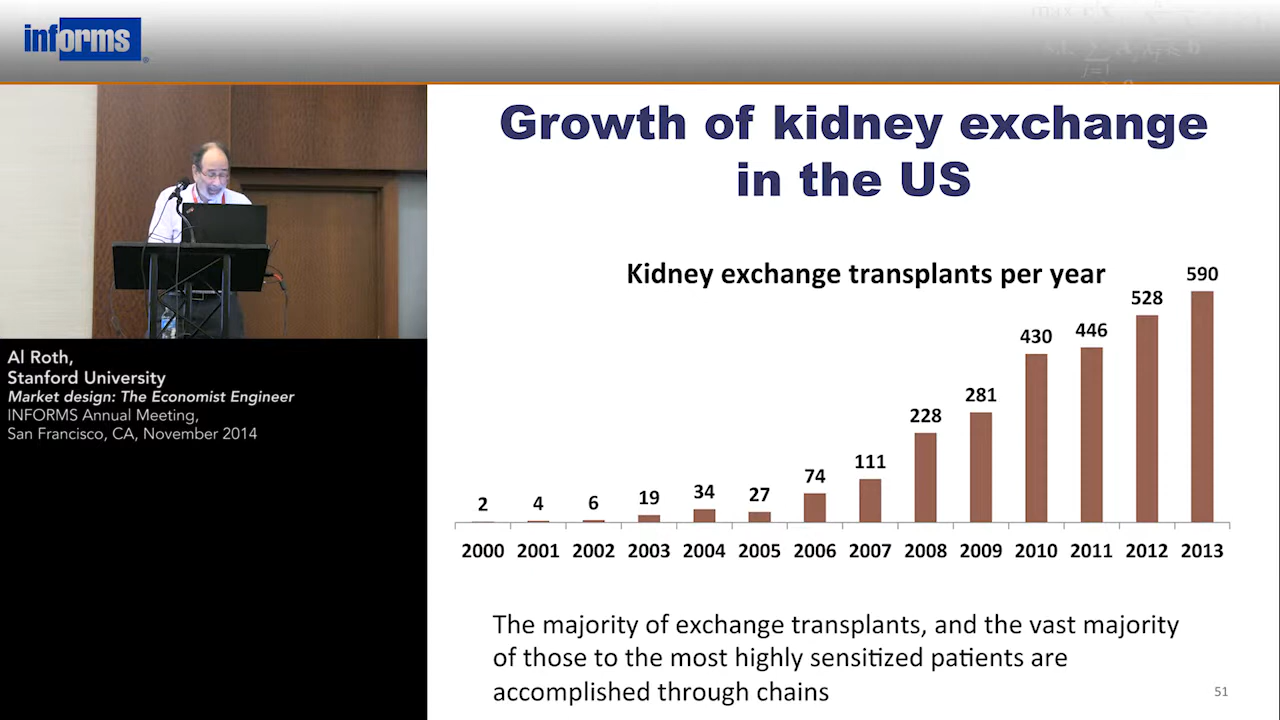 informs
Growth of kidney exchange
in the US
Al Roth,
Stanford University
Market design: The Economist Engineer
INFORMS Annual Meeting,
San Francisco, CA, November 2014
Kidney exchange transplants per year
2 4 6 19 34 27 74 111 228 281 430 446 528 590
2000 2001 2002 2003 2004 2005 2006 2007 2008 2009 2010 2011 2012 2013
The majority of exchange transplants, and the vast majority
of those to the most highly sensitized patients are
accomplished through chains
51